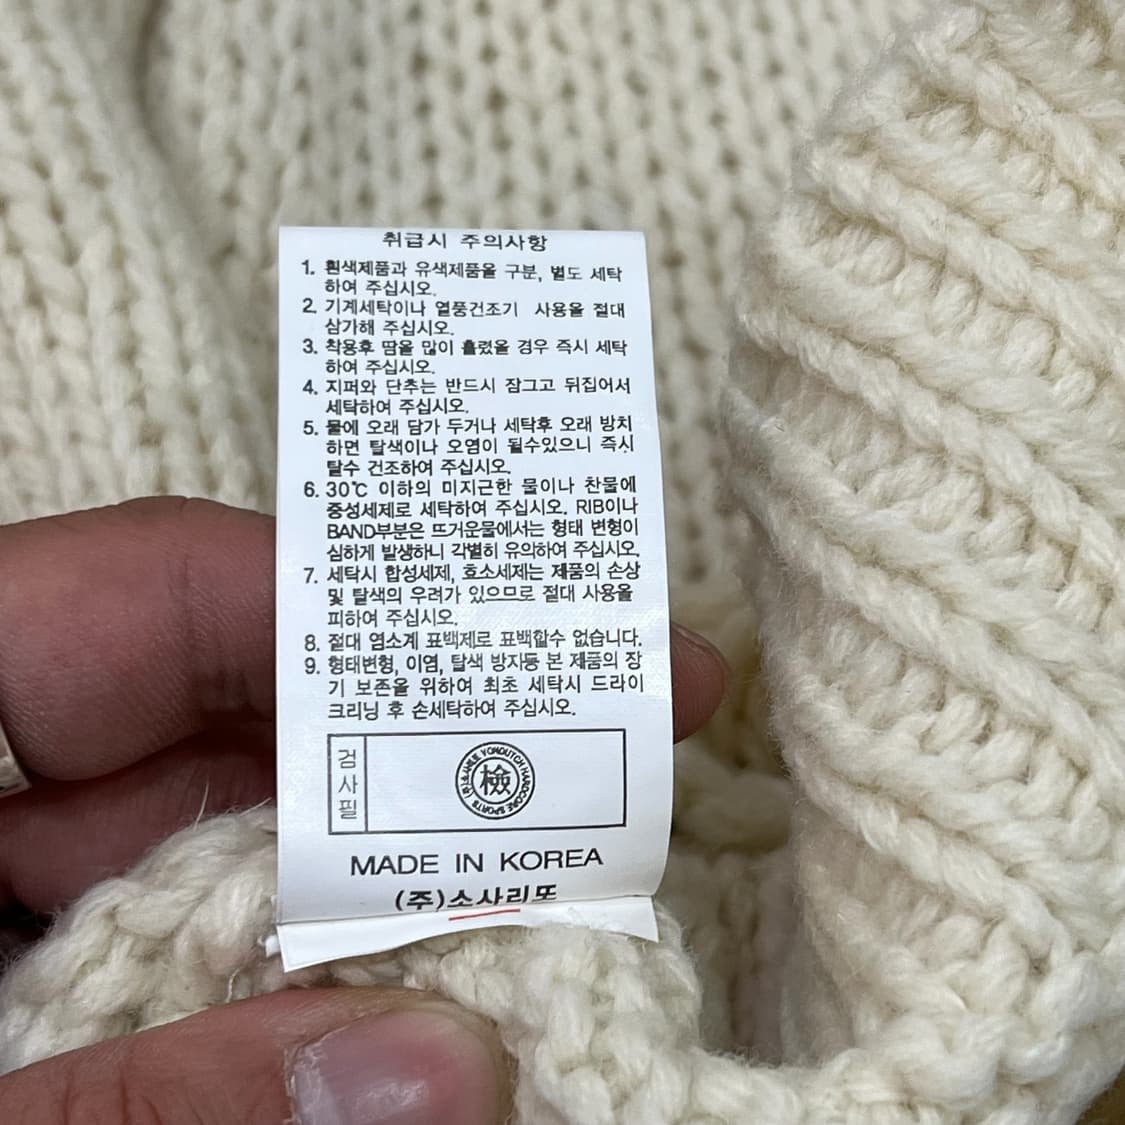 취급시 주의사항
1. 흰색제품과 유색제품을 구분, 별도 세탁
하여 주십시오.
2. 기계세탁이나 열풍건조기 사용을 절대
삼가해 주십시오.
3. 착용후 땀을 많이 흘렸을 경우 즉시 세탁
하여 주십시오.
4. 지퍼와 단추는 반드시 잠그고 뒤집어서
세탁하여 주십시오.
5. 물에 오래 담가 두거나 세탁후 오래 방치
하면 탈색이나 오염이 될수있으니 즉시
탈수 건조하여 주십시오.
6. 30℃ 이하의 미지근한 물이나 찬물에
중성세제로 세탁하여 주십시오. RIB이나
BAND부분은 뜨거운물에서는 형태 변형이
심하게 발생하니 각별히 유의하여 주십시오.
7. 세탁시 합성세제, 효소세제는 제품의 손상
및 탈색의 우려가 있으므로 절대 사용을
피하여 주십시오.
8. 절대 염소계 표백제로 표백할수 없습니다.
9. 형태변형, 이염, 탈색 방지등 본 제품의 장
기 보존을 위하여 최초 세탁시 드라이
크리닝 후 손세탁하여 주십시오.
검사필
檢
VONDUTCH HARDCORE SPORTS
MADE IN KOREA
(주)소사리또